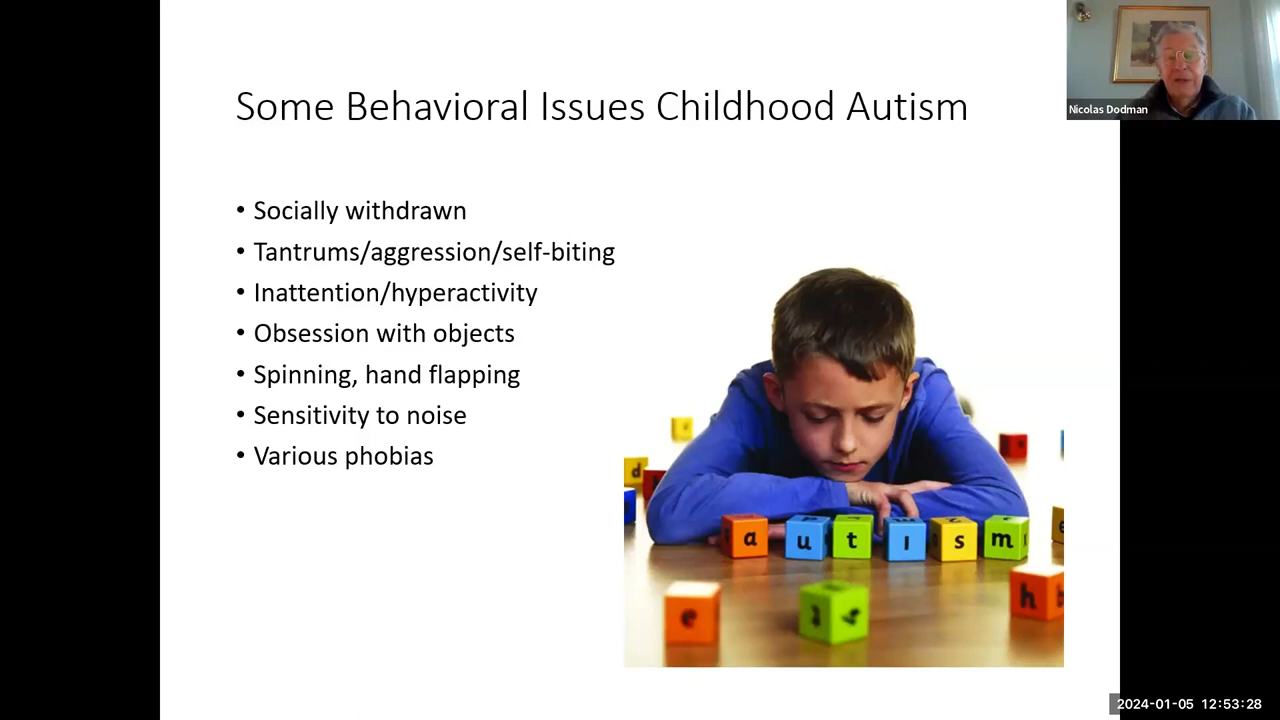 Some Behavioral Issues Childhood Autism
Nicolas Dodman
• Socially withdrawn
• Tantrums/aggression/self-biting
• Inattention/hyperactivity
• Obsession with objects
• Spinning, hand flapping
• Sensitivity to noise
• Various phobias
d
a u t i s m
e
h
2024-01-05 12:53:28